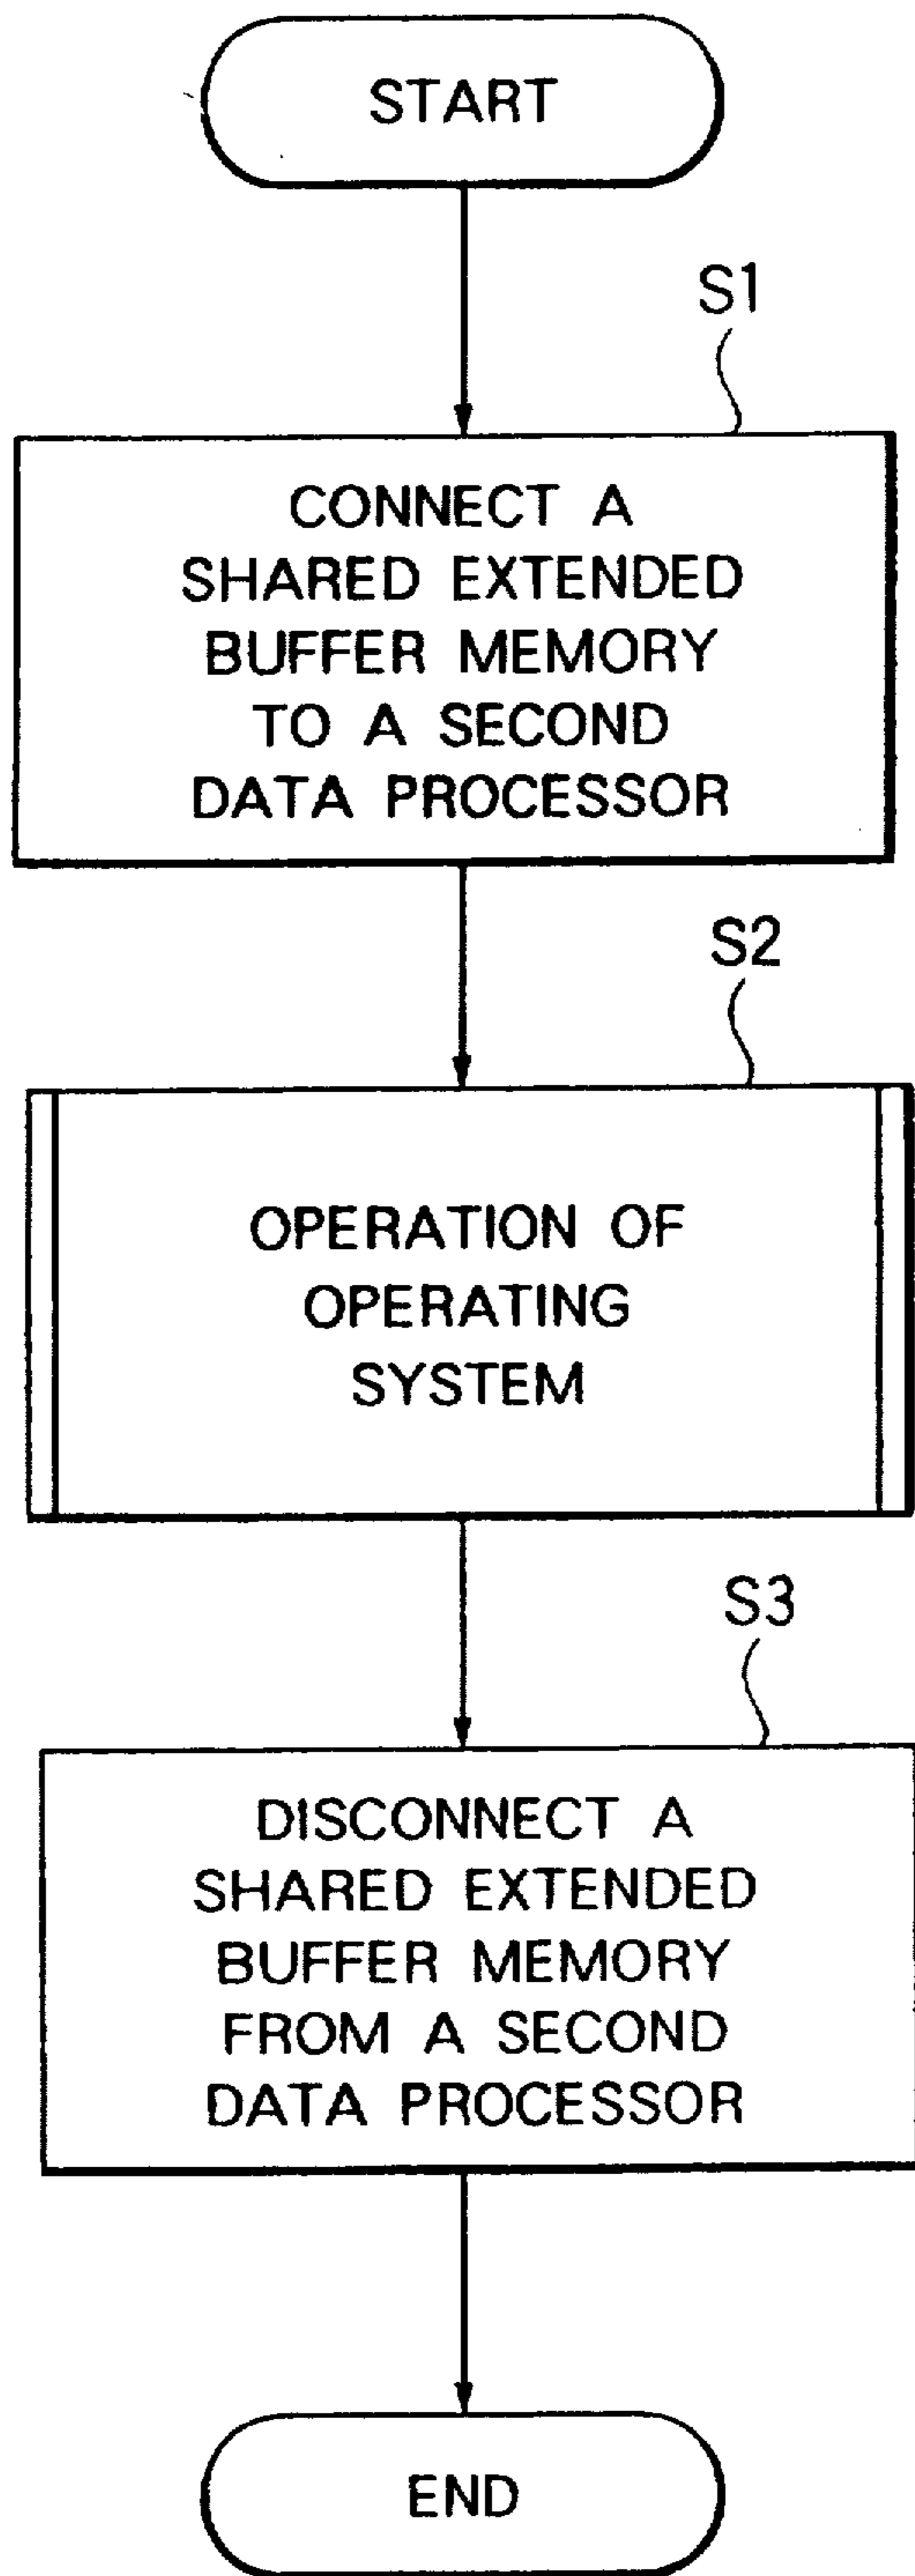 START
S1
CONNECT A
SHARED EXTENDED
BUFFER MEMORY
TO A SECOND
DATA PROCESSOR
S2
OPERATION OF
OPERATING
SYSTEM
S3
DISCONNECT A
SHARED EXTENDED
BUFFER MEMORY
FROM A SECOND
DATA PROCESSOR
END